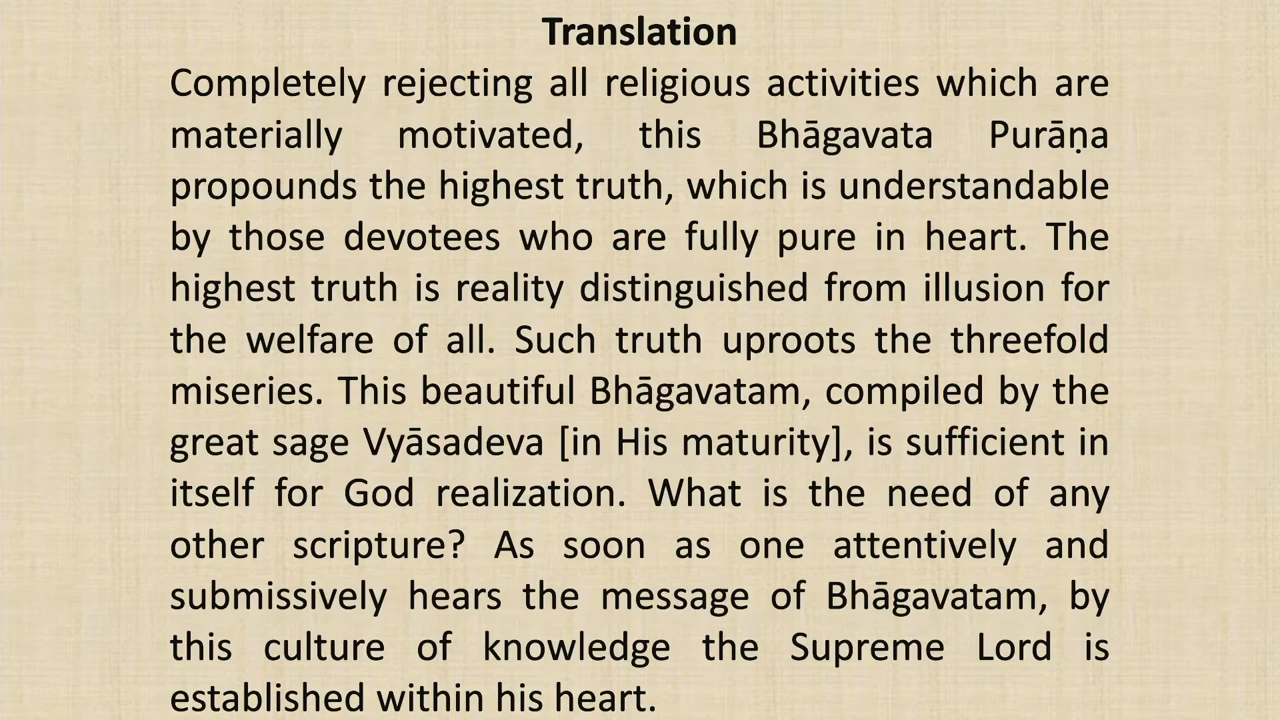 Translation
Completely rejecting all religious activities which are
materially motivated, this Bhāgavata Purāṇa
propounds the highest truth, which is understandable
by those devotees who are fully pure in heart. The
highest truth is reality distinguished from illusion for
the welfare of all. Such truth uproots the threefold
miseries. This beautiful Bhāgavatam, compiled by the
great sage Vyāsadeva [in His maturity], is sufficient in
itself for God realization. What is the need of any
other scripture? As soon as one attentively and
submissively hears the message of Bhāgavatam, by
this culture of knowledge the Supreme Lord is
established within his heart.